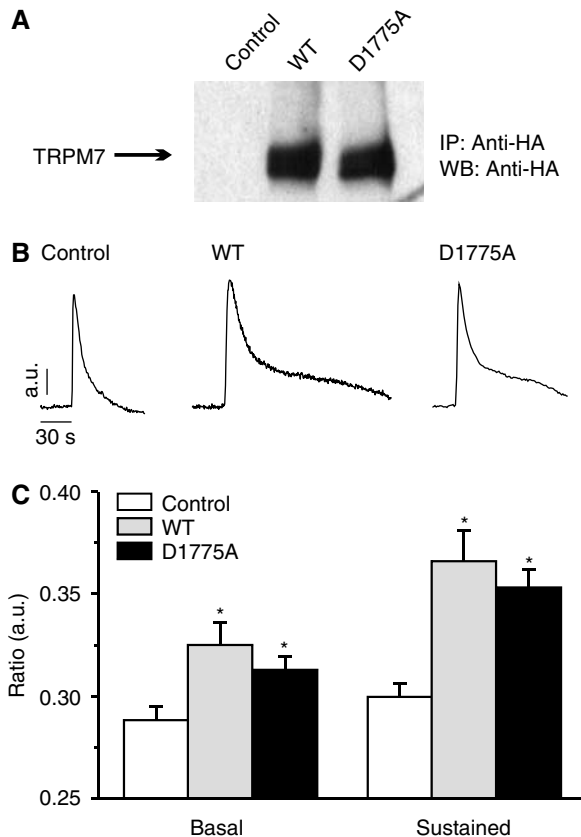 A
Control
WT
D1775A
TRPM7
IP: Anti-HA
WB: Anti-HA
B
Control
WT
D1775A
a.u.
30 s
C
0.40
0.35
0.30
0.25
Ratio (a.u.)
Control
WT
D1775A
*
*
*
*
Basal
Sustained